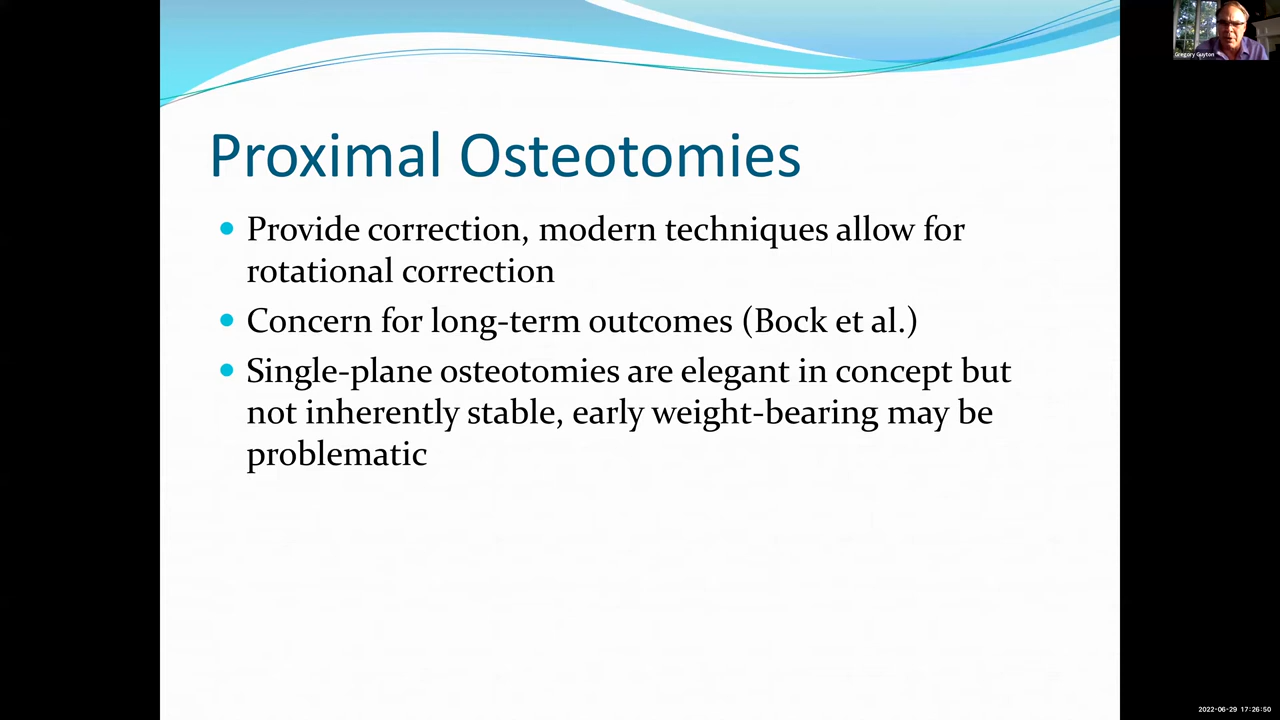 Gregory Guyton
Proximal Osteotomies
• Provide correction, modern techniques allow for
rotational correction
• Concern for long-term outcomes (Bock et al.)
• Single-plane osteotomies are elegant in concept but
not inherently stable, early weight-bearing may be
problematic
2022-06-29 17:26:50